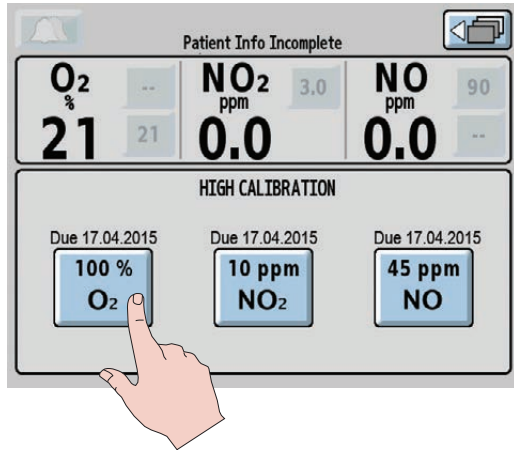 Patient Info Incomplete
O2 -- NO2 3.0 NO 90
% ppm ppm
21 21 0.0 0.0 --
HIGH CALIBRATION
Due 17.04.2015 Due 17.04.2015 Due 17.04.2015
100 % 10 ppm 45 ppm
O2 NO2 NO